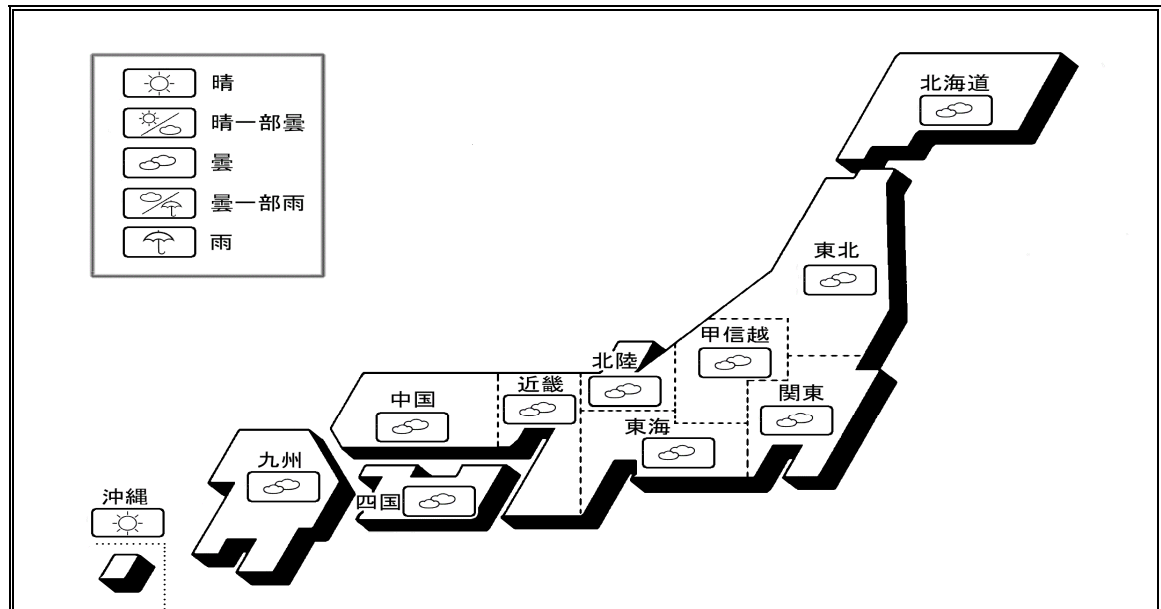 晴
晴一部曇
曇
曇一部雨
雨
北海道
東北
甲信越
北陸
近畿
中国
関東
東海
九州
四国
沖縄